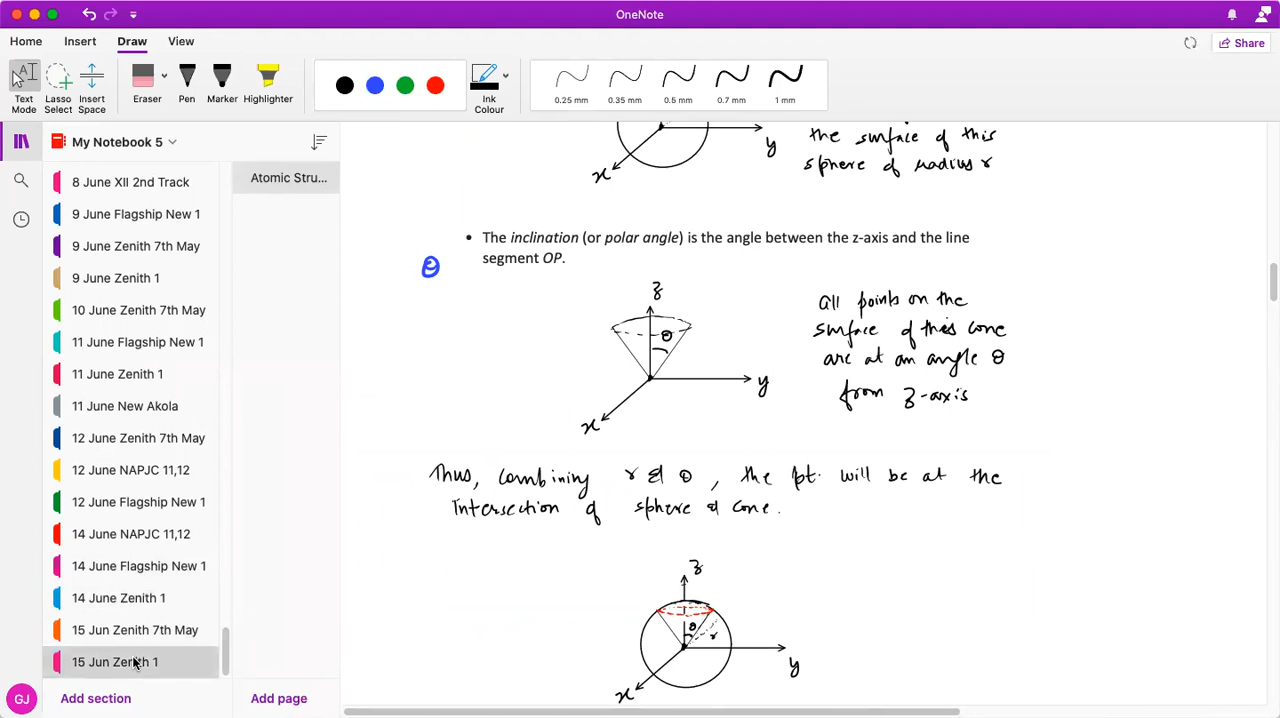 OneNote
Home Insert Draw View
Share
Text Mode
Lasso Select
Insert Space
Eraser
Pen
Marker
Highlighter
Ink Colour
0.25 mm
0.35 mm
0.5 mm
0.7 mm
1 mm
My Notebook 5
8 June XII 2nd Track
9 June Flagship New 1
9 June Zenith 7th May
9 June Zenith 1
10 June Zenith 7th May
11 June Flagship New 1
11 June Zenith 1
11 June New Akola
12 June Zenith 7th May
12 June NAPJC 11,12
12 June Flagship New 1
14 June NAPJC 11,12
14 June Flagship New 1
14 June Zenith 1
15 Jun Zenith 7th May
15 Jun Zenith 1
GJ
Add section
Atomic Stru...
Add page
y
x
the surface of this
sphere of radius r
• The inclination (or polar angle) is the angle between the z-axis and the line
segment OP.
θ
z
θ
y
x
all points on the
surface of this cone
are at an angle θ
from z-axis
Thus, combining r & θ, the pt. will be at the
intersection of sphere & cone.
z
θ
r
y
x